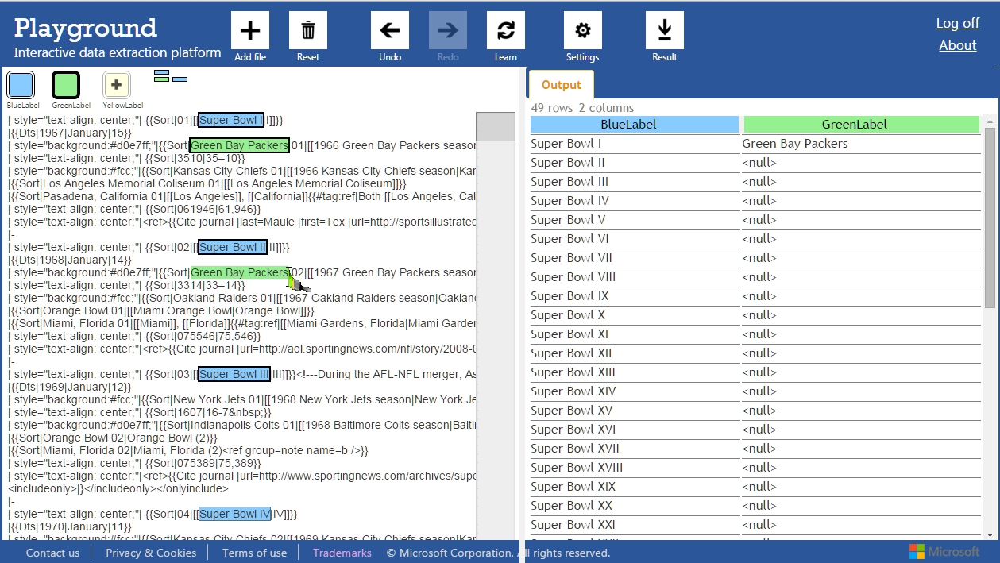 Playground
Interactive data extraction platform
Add file
Reset
Undo
Redo
Learn
Settings
Result
Log off
About
BlueLabel
GreenLabel
YellowLabel
| style="text-align: center;"| {{Sort|01|[[Super Bowl I|I]]}}
|{{Dts|1967|January|15}}
| style="background:#d0e7ff;"|{{Sort|Green Bay Packers 01|[[1966 Green Bay Packers seasor
| style="text-align: center;"| {{Sort|3510|35–10}}
| style="background:#fcc;"|{{Sort|Kansas City Chiefs 01|[[1966 Kansas City Chiefs season|Kar
|{{Sort|Los Angeles Memorial Coliseum 01|[[Los Angeles Memorial Coliseum]]}}
|{{Sort|Pasadena, California 01|[[Los Angeles]], [[California]]{{#tag:ref|Both [[Los Angeles, Cal
| style="text-align: center;"| {{Sort|061946|61,946}}
| style="text-align: center;"|<ref>{{Cite journal |last=Maule |first=Tex |url=http://sportsillustratec
|-
| style="text-align: center;"| {{Sort|02|[[Super Bowl II|II]]}}
|{{Dts|1968|January|14}}
| style="background:#d0e7ff;"|{{Sort|Green Bay Packers 02|[[1967 Green Bay Packers seasor
| style="text-align: center;"| {{Sort|3314|33–14}}
| style="background:#fcc;"|{{Sort|Oakland Raiders 01|[[1967 Oakland Raiders season|Oaklan
|{{Sort|Orange Bowl 01|[[Miami Orange Bowl|Orange Bowl]]}}
|{{Sort|Miami, Florida 01|[[Miami]], [[Florida]]{{#tag:ref|[[Miami Gardens, Florida|Miami Garder
| style="text-align: center;"| {{Sort|075546|75,546}}
| style="text-align: center;"|<ref>{{Cite journal |url=http://aol.sportingnews.com/nfl/story/2008-0
|-
| style="text-align: center;"| {{Sort|03|[[Super Bowl III|III]]}}<!---During the AFL-NFL merger, As
|{{Dts|1969|January|12}}
| style="background:#fcc;"|{{Sort|New York Jets 01|[[1968 New York Jets season|New York Je
| style="text-align: center;"| {{Sort|1607|16-7&nbsp;}}
| style="background:#d0e7ff;"|{{Sort|Indianapolis Colts 01|[[1968 Baltimore Colts season|Balti
|{{Sort|Orange Bowl 02|Orange Bowl (2)}}
|{{Sort|Miami, Florida 02|Miami, Florida (2)<ref group=note name=b />}}
| style="text-align: center;"| {{Sort|075389|75,389}}
| style="text-align: center;"|<ref>{{Cite journal |url=http://www.sportingnews.com/archives/supe
<includeonly>|}</includeonly></onlyinclude>
|-
| style="text-align: center;"| {{Sort|04|[[Super Bowl IV|IV]]}}
|{{Dts|1970|January|11}}
Output
49 rows 2 columns
BlueLabel GreenLabel
Super Bowl I Green Bay Packers
Super Bowl II <null>
Super Bowl III <null>
Super Bowl IV <null>
Super Bowl V <null>
Super Bowl VI <null>
Super Bowl VII <null>
Super Bowl VIII <null>
Super Bowl IX <null>
Super Bowl X <null>
Super Bowl XI <null>
Super Bowl XII <null>
Super Bowl XIII <null>
Super Bowl XIV <null>
Super Bowl XV <null>
Super Bowl XVI <null>
Super Bowl XVII <null>
Super Bowl XVIII <null>
Super Bowl XIX <null>
Super Bowl XX <null>
Super Bowl XXI <null>
Contact us
Privacy & Cookies
Terms of use
Trademarks
© Microsoft Corporation. All rights reserved.
Microsoft